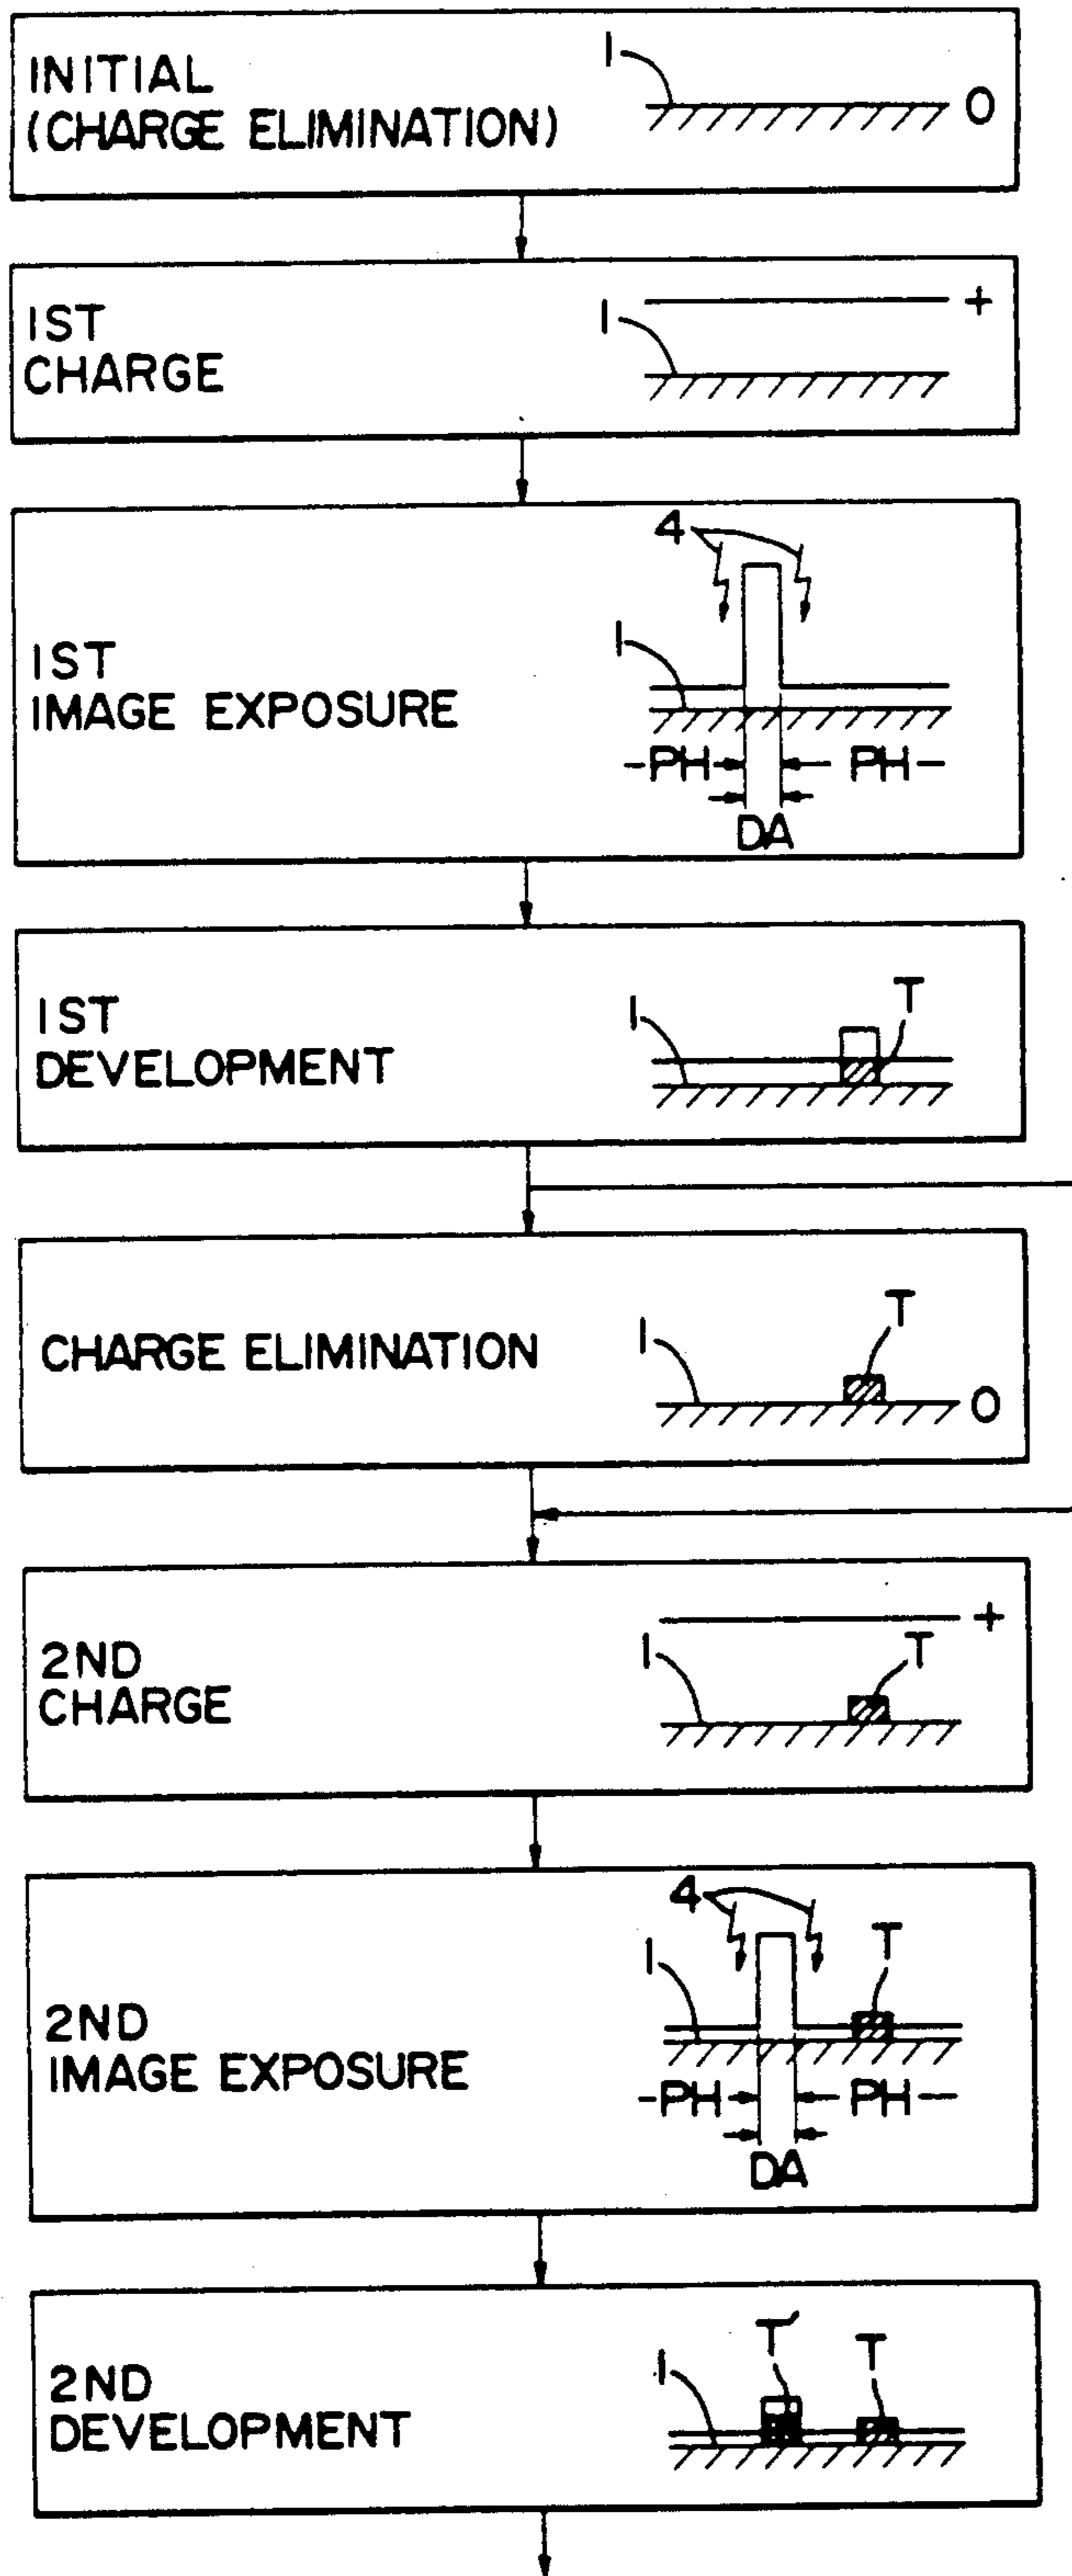 INITIAL
(CHARGE ELIMINATION)
1
0
1ST
CHARGE
1
+
4
1
1ST
IMAGE EXPOSURE
-PH PH-
DA
1ST
DEVELOPMENT
1
T
CHARGE ELIMINATION
1
T
0
2ND
CHARGE
1
T
+
4
1
T
2ND
IMAGE EXPOSURE
-PH PH-
DA
2ND
DEVELOPMENT
1
T'
T